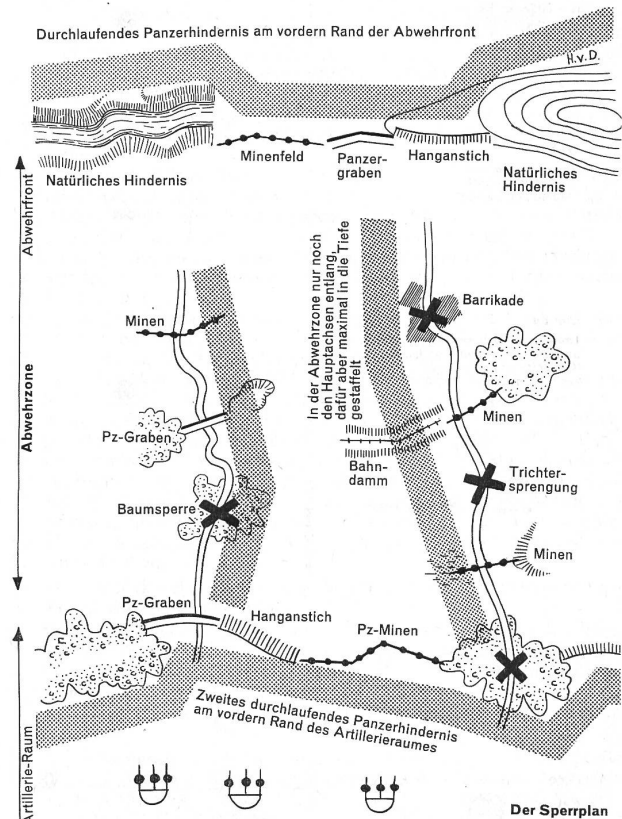 Durchlaufendes Panzerhindernis am vordern Rand der Abwehrfront
H.v.D.
Natürliches Hindernis
Minenfeld
Panzer-
graben
Hanganstich
Natürliches
Hindernis
Abwehrfront
In der Abwehrzone nur noch
den Hauptachsen entlang,
dafür aber maximal in die Tiefe
gestaffelt
Minen
Barrikade
Abwehrzone
Pz-Graben
Minen
Bahn-
damm
Baumsperre
Trichter-
sprengung
Minen
Pz-Graben
Hanganstich
Pz-Minen
Zweites durchlaufendes Panzerhindernis
am vordern Rand des Artillerieraumes
Artillerie-Raum
Der Sperrplan